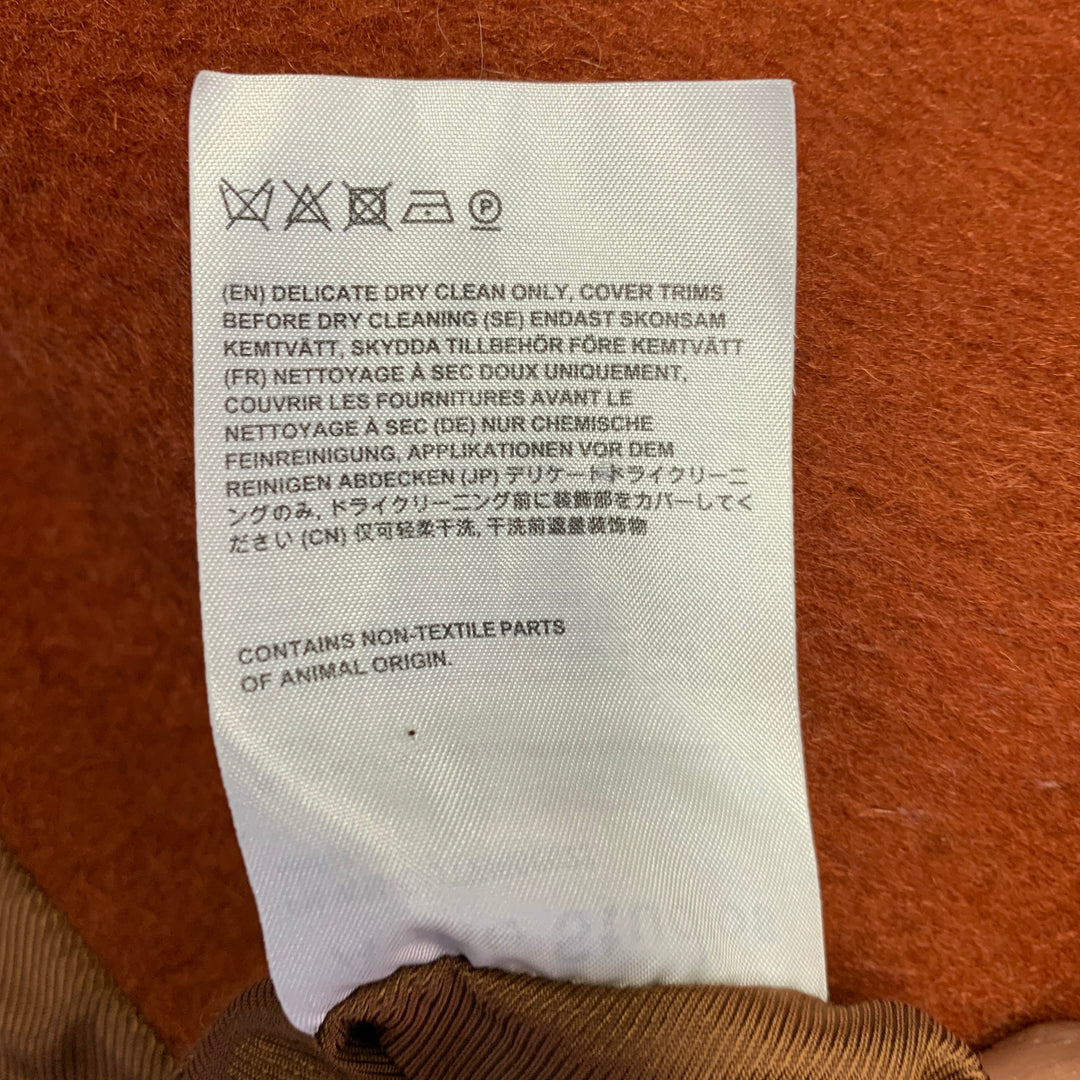 P
(EN) DELICATE DRY CLEAN ONLY, COVER TRIMS
BEFORE DRY CLEANING (SE) ENDAST SKONSAM
KEMTVÄTT, SKYDDA TILLBEHÖR FÖRE KEMTVÄTT
(FR) NETTOYAGE À SEC DOUX UNIQUEMENT,
COUVRIR LES FOURNITURES AVANT LE
NETTOYAGE À SEC (DE) NUR CHEMISCHE
FEINREINIGUNG, APPLIKATIONEN VOR DEM
REINIGEN ABDECKEN (JP) デリケートドライクリーニ
ングのみ, ドライクリーニング前に装飾部をカバーしてく
ださい (CN) 仅可轻柔干洗, 干洗前遮盖装饰物
CONTAINS NON-TEXTILE PARTS
OF ANIMAL ORIGIN.